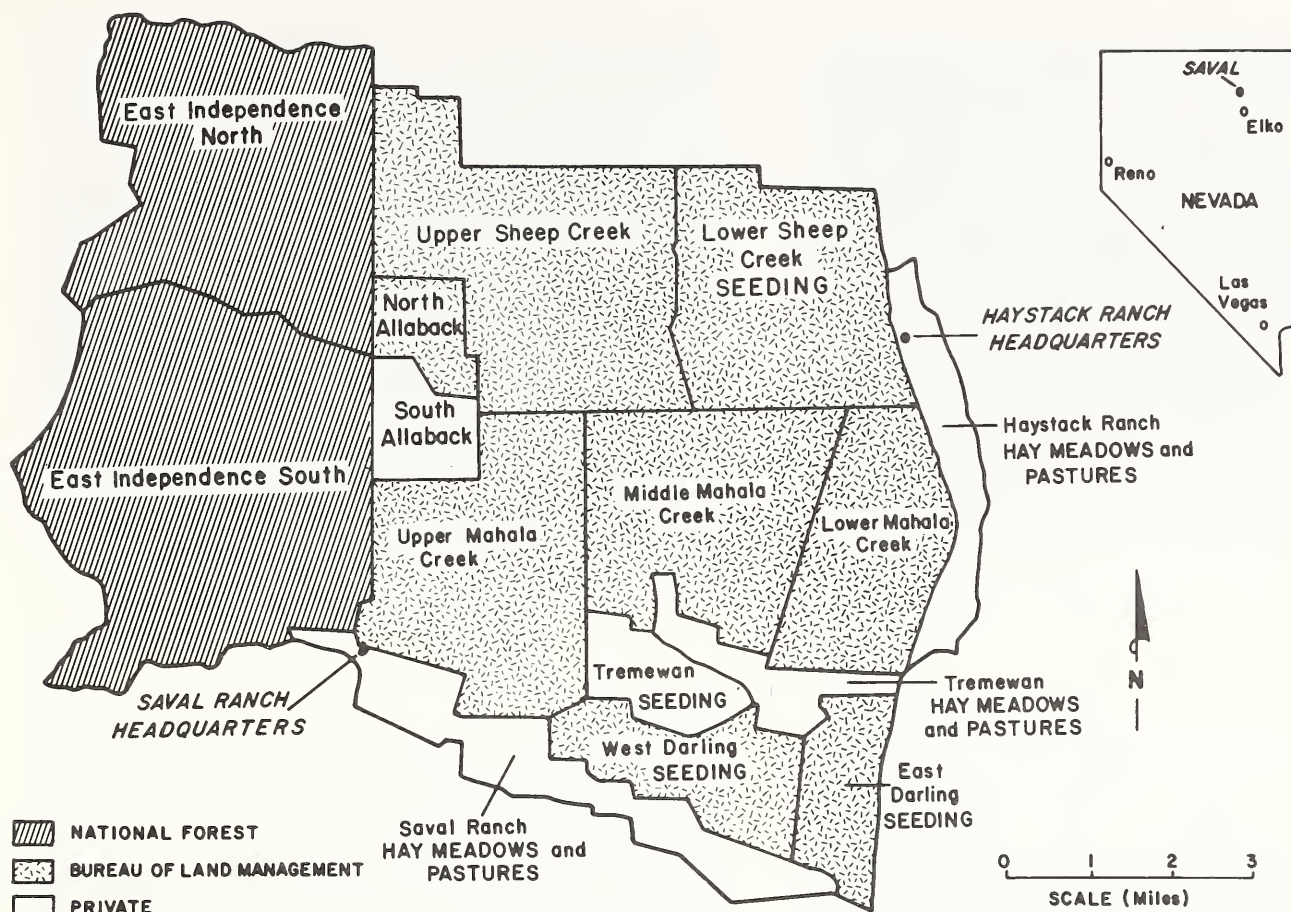 East Independence
North
Upper Sheep Creek
Lower Sheep
Creek
SEEDING
North
Allaback
South
Allaback
East Independence South
Upper Mahala
Creek
Middle Mahala
Creek
Lower Mahala
Creek
HAYSTACK RANCH
HEADQUARTERS
Haystack Ranch
HAY MEADOWS and
PASTURES
Tremewan
SEEDING
Tremewan
HAY MEADOWS
and PASTURES
SAVAL RANCH
HEADQUARTERS
West Darling
SEEDING
East
Darling
SEEDING
Saval Ranch
HAY MEADOWS and
PASTURES
SAVAL
Elko
Reno
NEVADA
Las
Vegas
N
NATIONAL FOREST
BUREAU OF LAND MANAGEMENT
PRIVATE
0 1 2 3
SCALE (Miles)